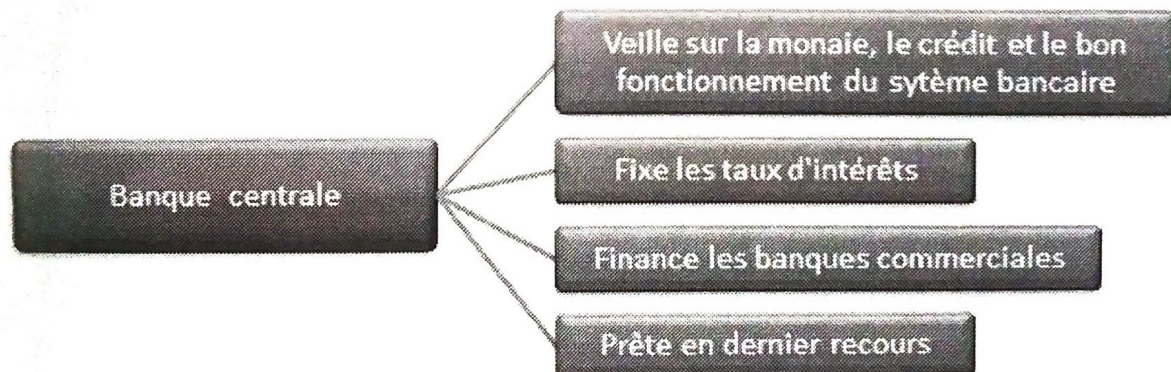 Veille sur la monaie, le crédit et le bon
fonctionnement du sytème bancaire
Banque centrale
Fixe les taux d'intérêts
Finance les banques commerciales
Prête en dernier recours